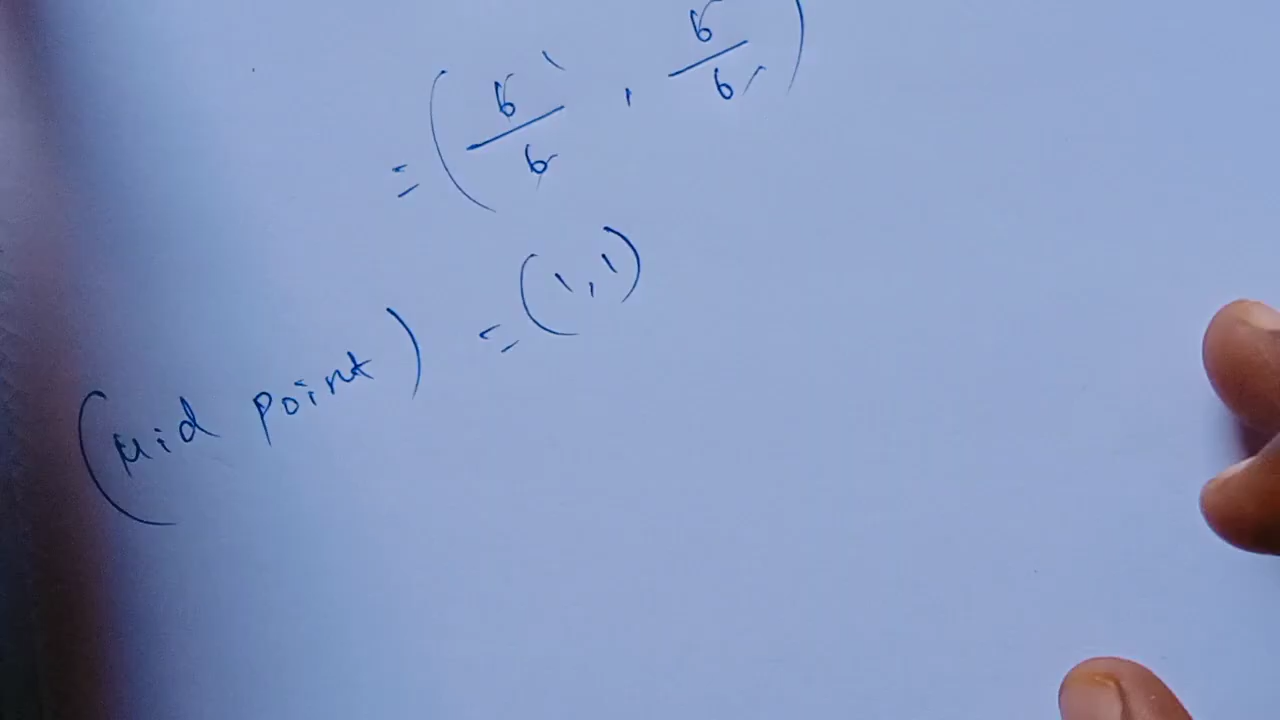 = (6/6, 6/6)
(Mid point) = (1,1)